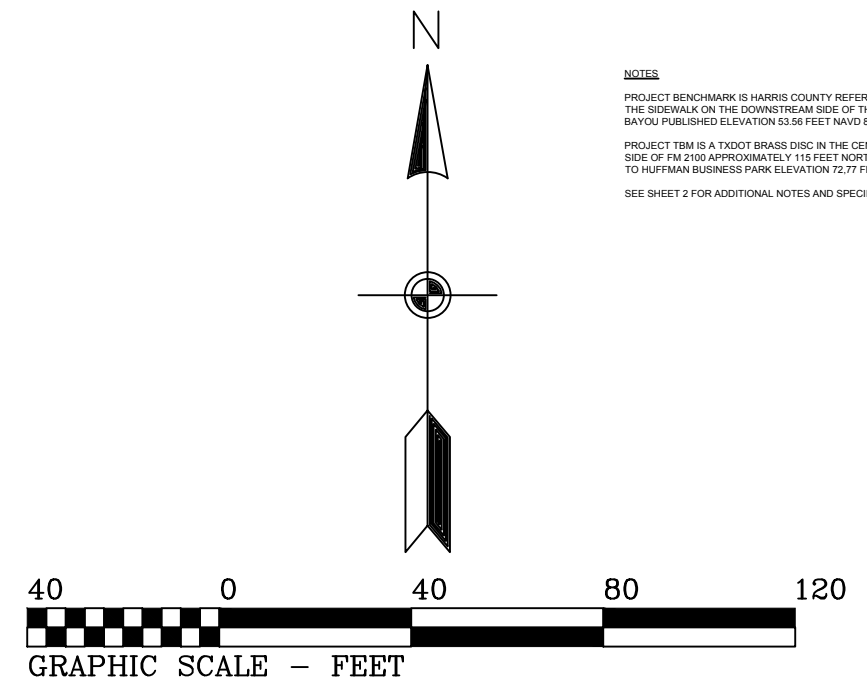 N
NOTES
PROJECT BENCHMARK IS HARRIS COUNTY REFER
THE SIDEWALK ON THE DOWNSTREAM SIDE OF TH
BAYOU PUBLISHED ELEVATION 53.56 FEET NAVD 8
PROJECT TBM IS A TXDOT BRASS DISC IN THE CEN
SIDE OF FM 2100 APPROXIMATELY 115 FEET NORT
TO HUFFMAN BUSINESS PARK ELEVATION 72,77 F
SEE SHEET 2 FOR ADDITIONAL NOTES AND SPECI
40 0 40 80 120
GRAPHIC SCALE – FEET